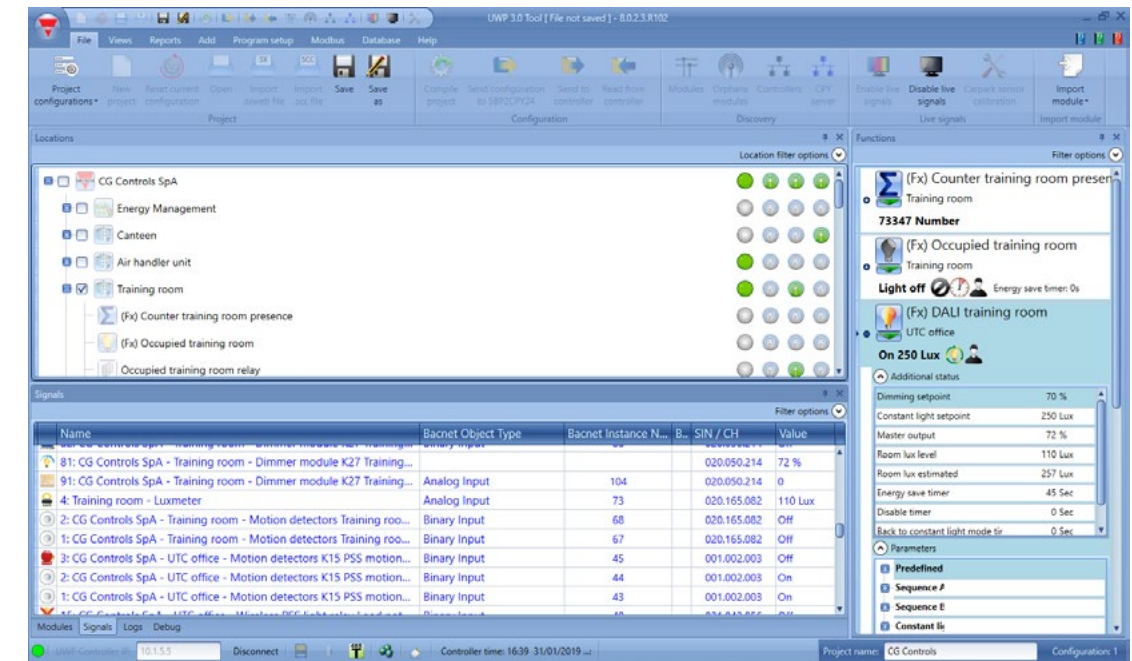 UWP 3.0 Tool [ File not saved ] - 8.0.2.3.R102
File Views Reports Add Program setup Modbus Database Help
Project configurations
New project
Reset current configuration
Open
Import
Import .scc file
Save
Save as
Compile project
Send configuration to SBP2CPY24
Send to controller
Read from controller
Modules
Orphans modules
Controllers
CPY server
Enable live signals
Disable live signals
Carpark sensor calibration
Import module
Project
Configuration
Discovery
Live signals
Import module
Locations
Location filter options
CG Controls SpA
Energy Management
Canteen
Air handler unit
Training room
(Fx) Counter training room presence
(Fx) Occupied training room
Occupied training room relay
Signals
Filter options
Name Bacnet Object Type Bacnet Instance N... B.. SIN / CH Value
81: CG Controls SpA - Training room - Dimmer module K27 Training... 020.050.214 72 %
91: CG Controls SpA - Training room - Dimmer module K27 Training... Analog Input 104 020.050.214 0
4: Training room - Luxmeter Analog Input 73 020.165.082 110 Lux
2: CG Controls SpA - Training room - Motion detectors Training roo... Binary Input 68 020.165.082 Off
1: CG Controls SpA - Training room - Motion detectors Training roo... Binary Input 67 020.165.082 Off
3: CG Controls SpA - UTC office - Motion detectors K15 PSS motion... Binary Input 45 001.002.003 Off
2: CG Controls SpA - UTC office - Motion detectors K15 PSS motion... Binary Input 44 001.002.003 On
1: CG Controls SpA - UTC office - Motion detectors K15 PSS motion... Binary Input 43 001.002.003 On
Modules Signals Logs Debug
Functions
Filter options
(Fx) Counter training room presen
Training room
73347 Number
(Fx) Occupied training room
Training room
Light off Energy save timer: 0s
(Fx) DALI training room
UTC office
On 250 Lux
Additional status
Dimming setpoint 70 %
Constant light setpoint 250 Lux
Master output 72 %
Room lux level 110 Lux
Room lux estimated 257 Lux
Energy save timer 45 Sec
Disable timer 0 Sec
Back to constant light mode tir 0 Sec
Parameters
Predefined
Sequence A
Sequence B
Constant lig
UWP Controller IP: 10.1.5.5 Disconnect Controller time: 16:39 31/01/2019 ...: Project name: CG Controls Configuration: 1